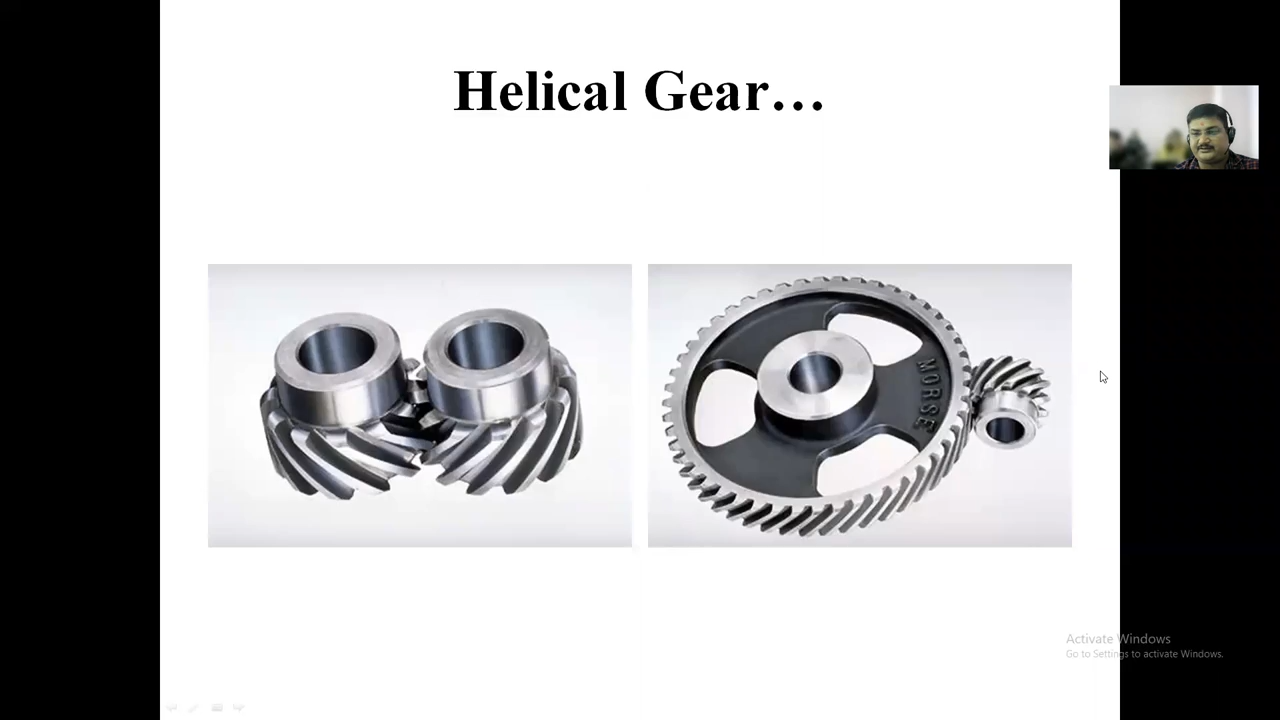 Helical Gear…
MORSE
Activate Windows
Go to Settings to activate Windows.